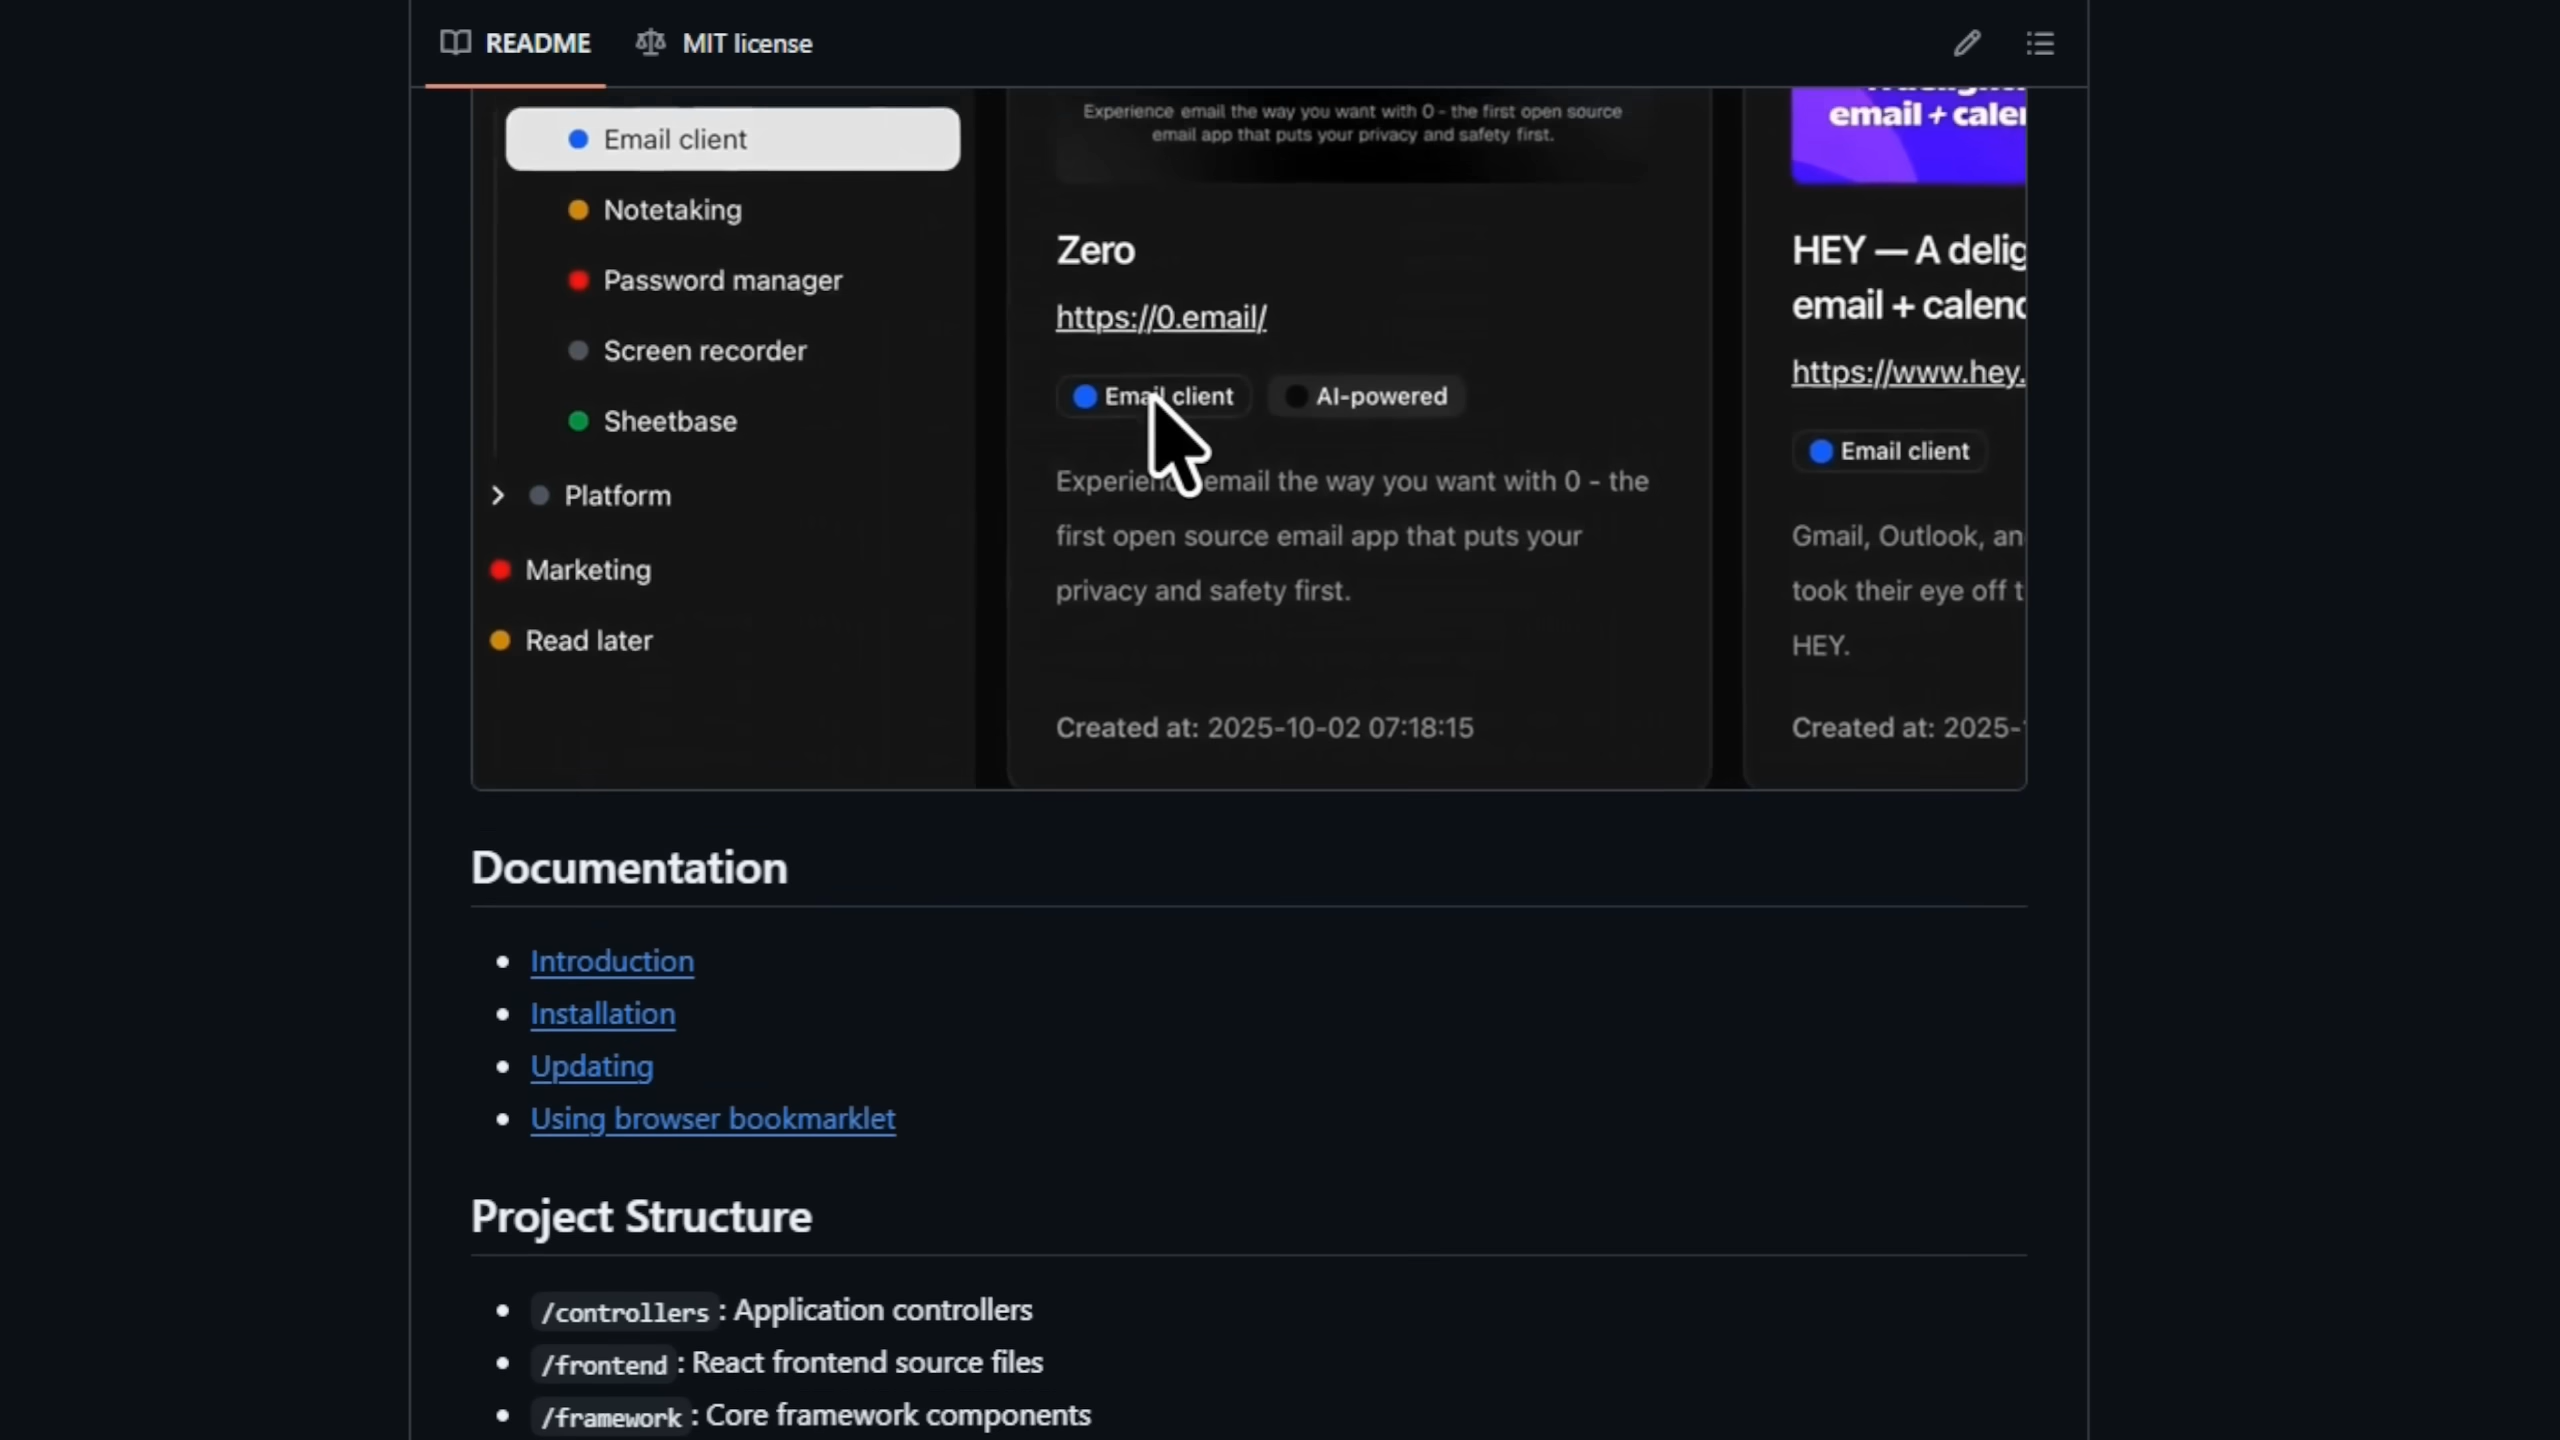 README
MIT license
Email client
Notetaking
Password manager
Screen recorder
Sheetbase
Platform
Marketing
Read later
Experience email the way you want with 0 - the first open source
email app that puts your privacy and safety first.
Zero
https://0.email/
Email client
AI-powered
email the way you want with 0 - the
first open source email app that puts your
privacy and safety first.
Created at: 2025-10-02 07:18:15
email + caler
HEY — A delig
email + calend
https://www.hey.
Email client
Gmail, Outlook, an
took their eye off t
HEY.
Created at: 2025-
Documentation
Introduction
Installation
Updating
Using browser bookmarklet
Project Structure
/controllers : Application controllers
/frontend : React frontend source files
/framework : Core framework components